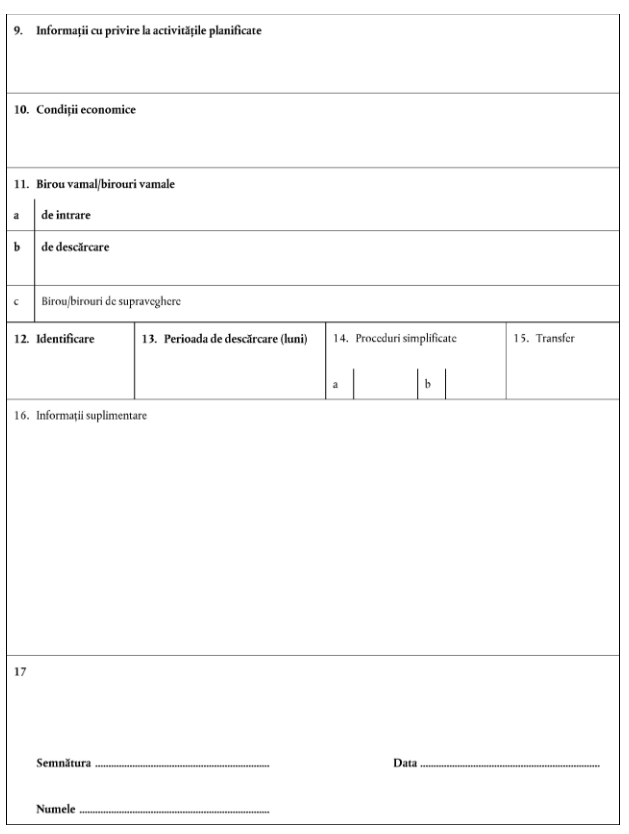 9. Informații cu privire la activitățile planificate
10. Condiții economice
11. Birou vamal/birouri vamale
a de intrare
b de descărcare
c Birou/birouri de supraveghere
12. Identificare 13. Perioada de descărcare (luni) 14. Proceduri simplificate 15. Transfer
a b
16. Informații suplimentare
17
Semnătura ............................................................ Data ............................................................
Numele ............................................................